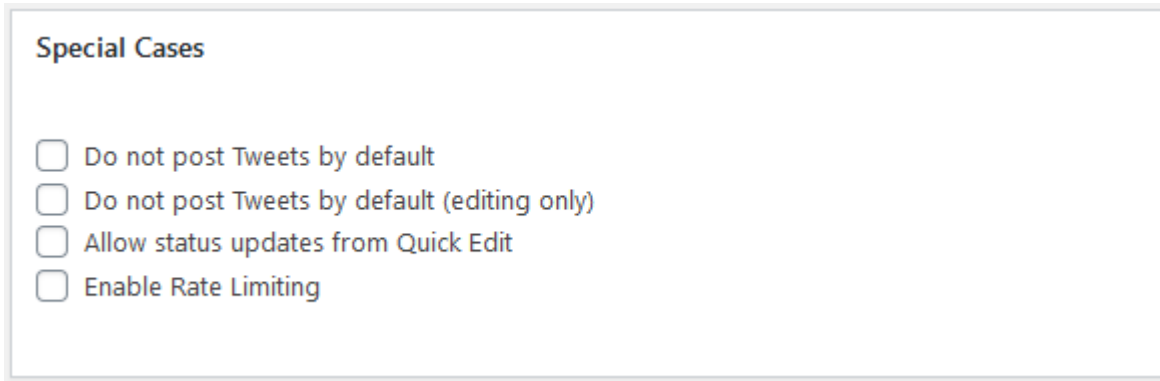 Special Cases
Do not post Tweets by default
Do not post Tweets by default (editing only)
Allow status updates from Quick Edit
Enable Rate Limiting